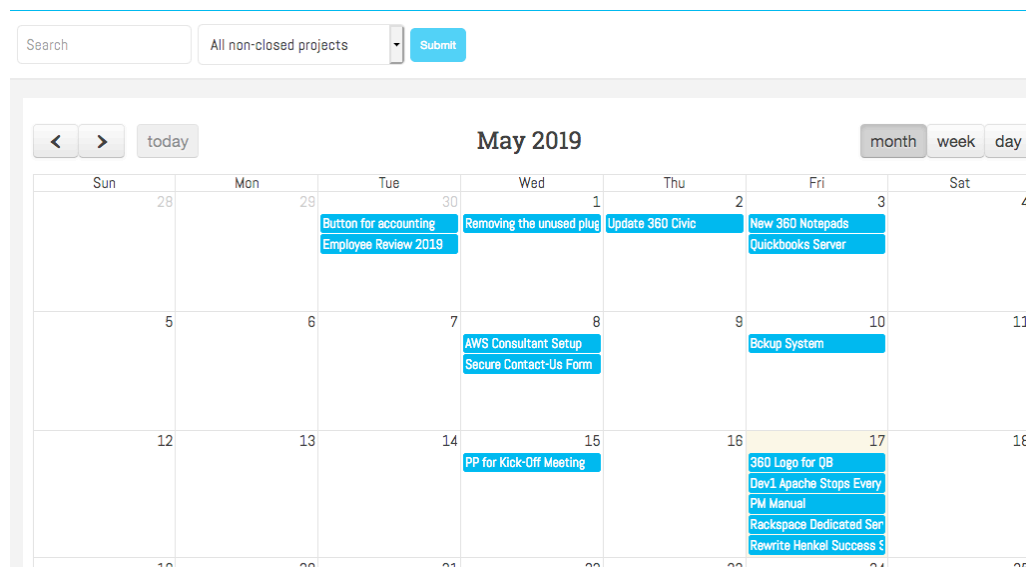 Search All non-closed projects Submit
today May 2019 month week day
Sun Mon Tue Wed Thu Fri Sat
28 29 30 1 2 3 4
Button for accounting Removing the unused plug Update 360 Civic New 360 Notepads
Employee Review 2019 Quickbooks Server
5 6 7 8 9 10 11
AWS Consultant Setup Bckup System
Secure Contact-Us Form
12 13 14 15 16 17 18
PP for Kick-Off Meeting 360 Logo for QB
Dev1 Apache Stops Every
PM Manual
Rackspace Dedicated Ser
Rewrite Henkel Success S